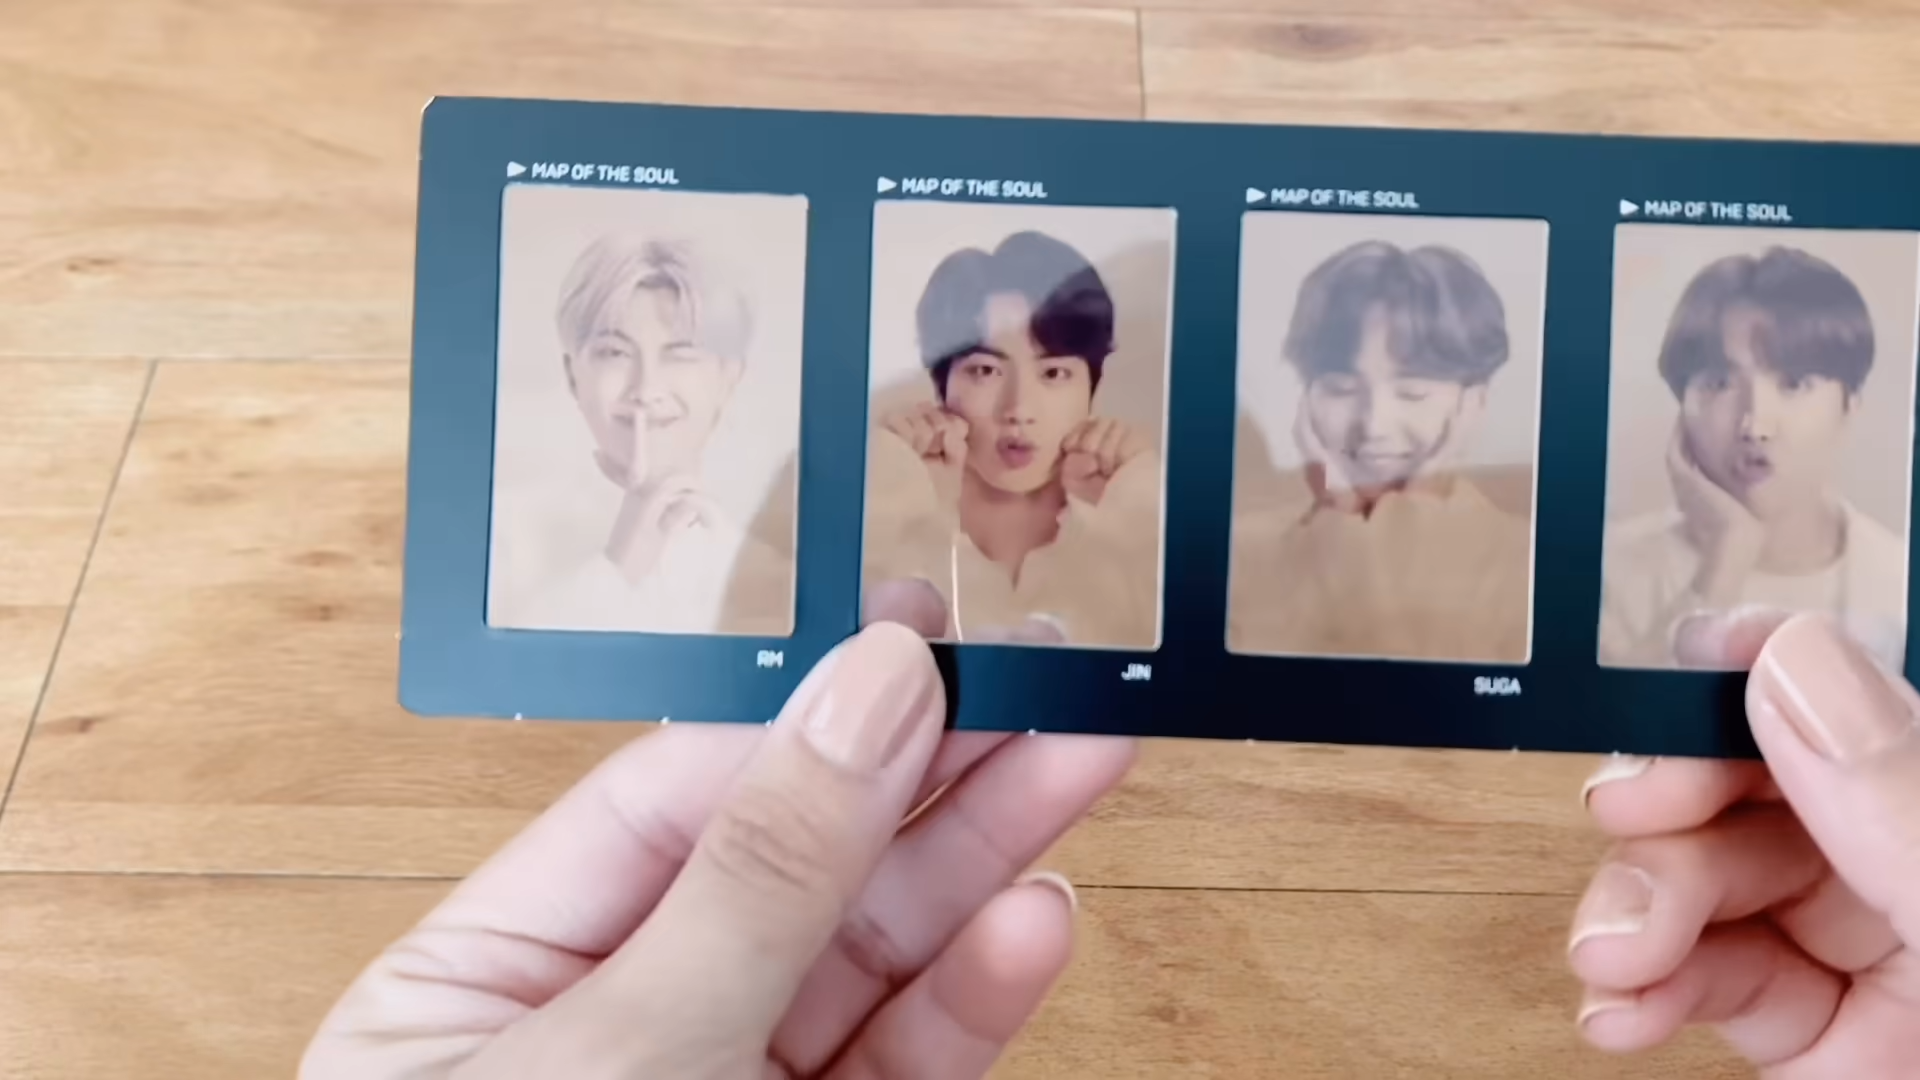 MAP OF THE SOUL
MAP OF THE SOUL
MAP OF THE SOUL
MAP OF THE SOUL
RM
JIN
SUGA